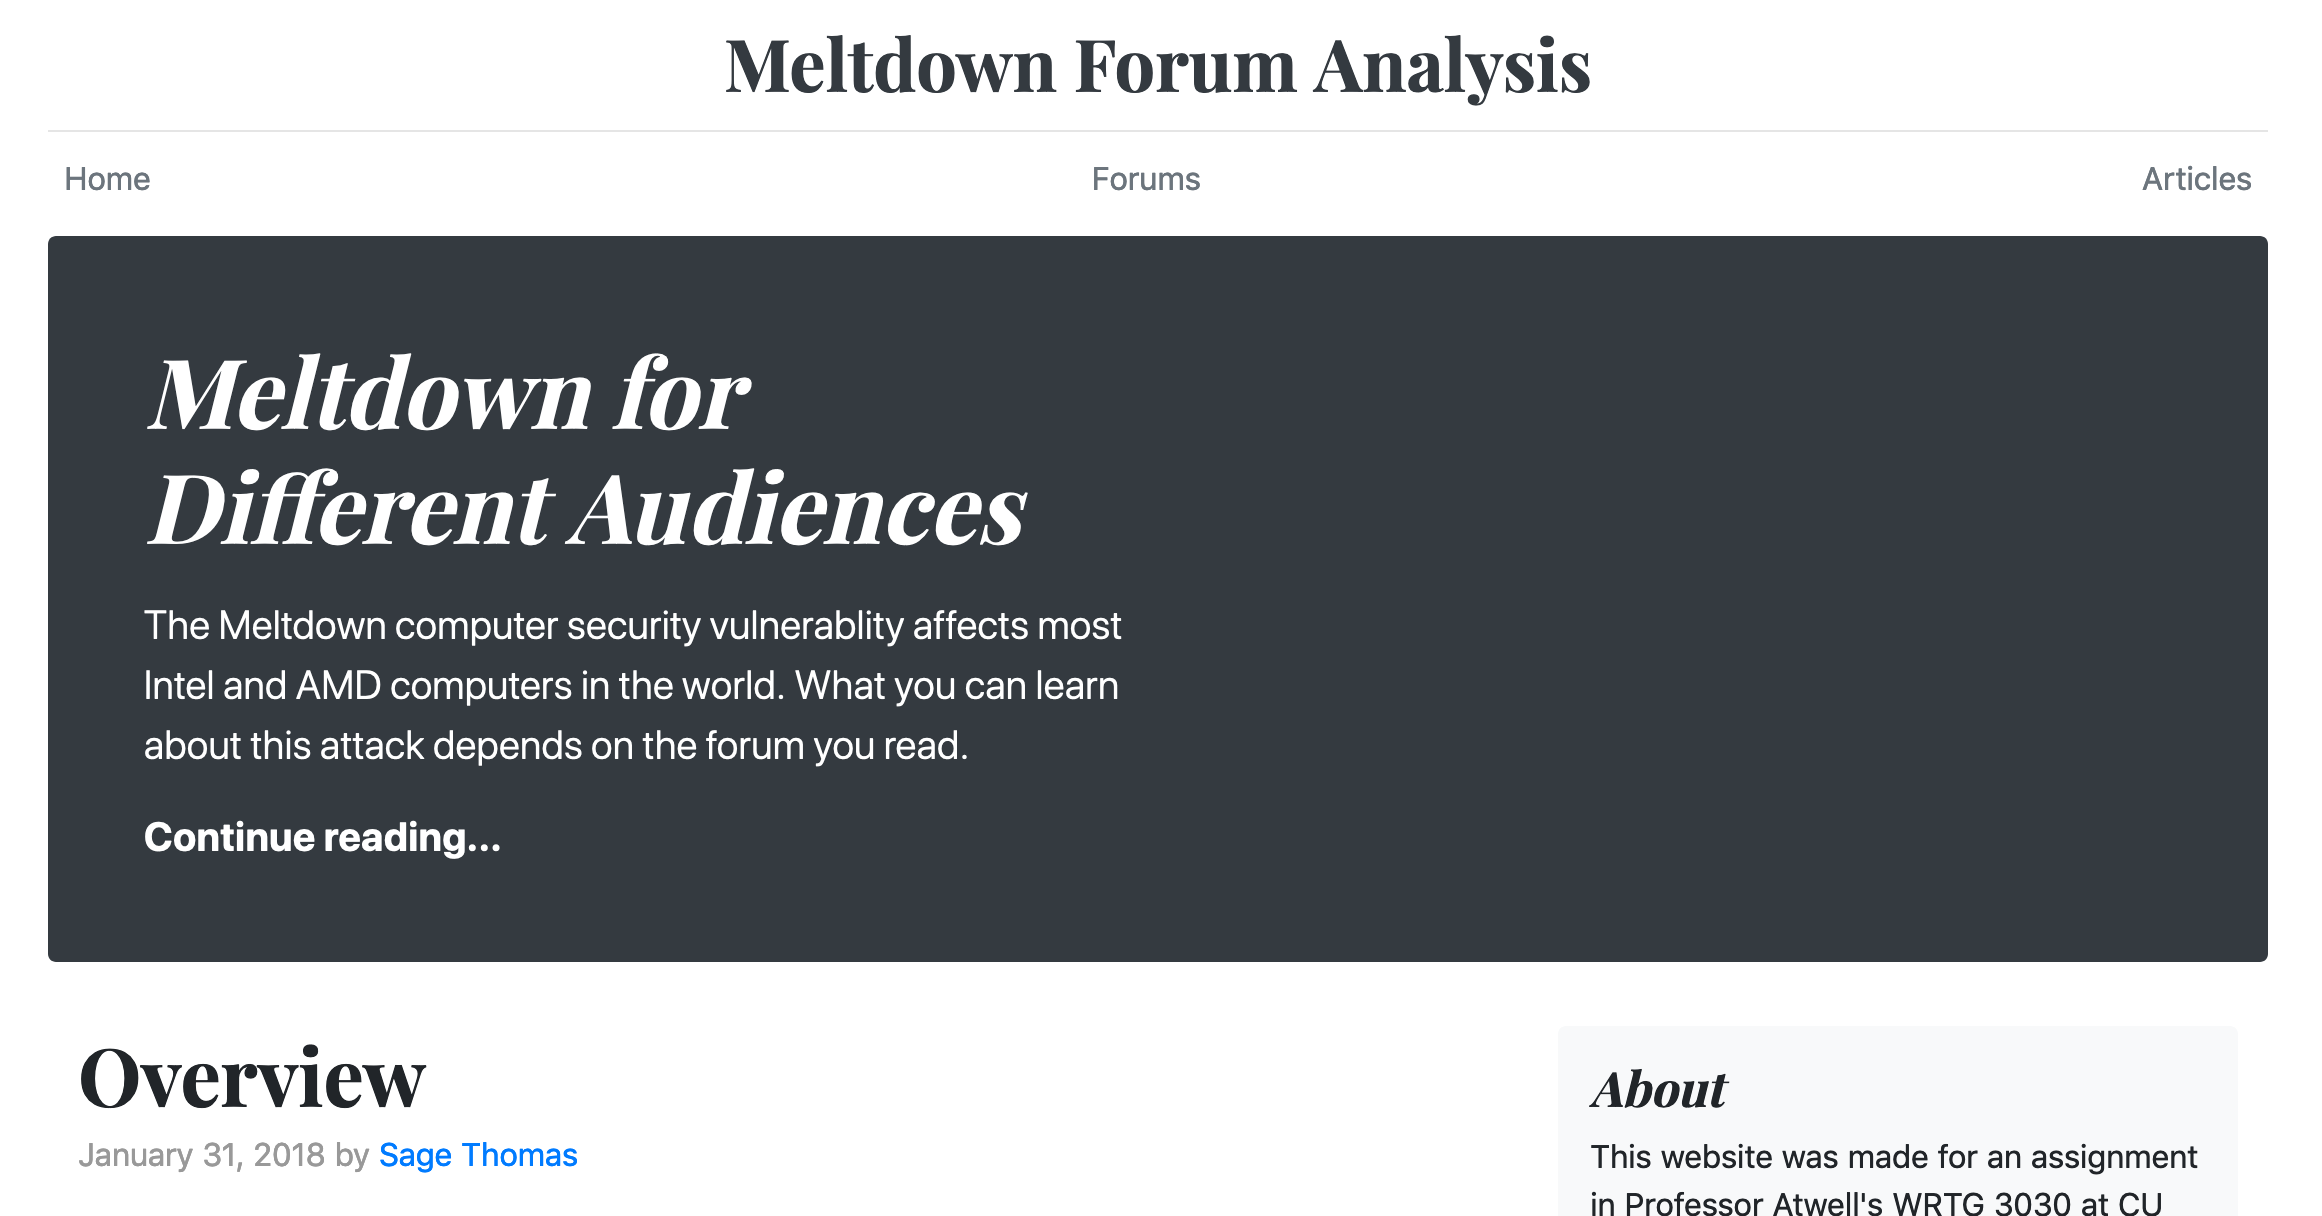 Meltdown Forum Analysis
Home
Forums
Articles
Meltdown for
Different Audiences
The Meltdown computer security vulnerablity affects most
Intel and AMD computers in the world. What you can learn
about this attack depends on the forum you read.
Continue reading...
Overview
January 31, 2018 by Sage Thomas
About
This website was made for an assignment
in Professor Atwell's WRTG 3030 at CU